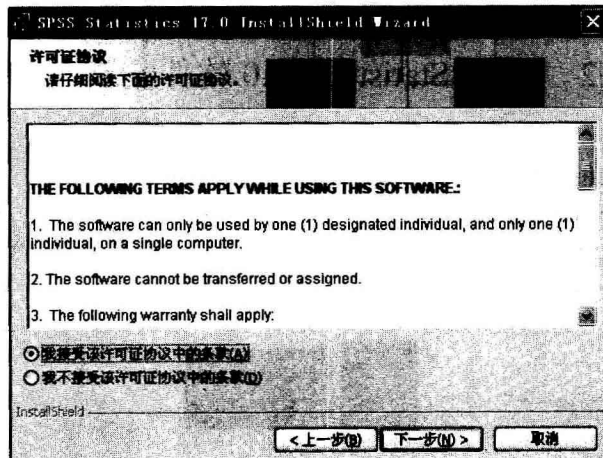 SPSS Statistics 17.0 InstallShield Wizard
许可证协议
请仔细阅读下面的许可证协议。
THE FOLLOWING TERMS APPLY WHILE USING THIS SOFTWARE.:
1. The software can only be used by one (1) designated individual, and only one (1)
individual, on a single computer.
2. The software cannot be transferred or assigned.
3. The following warranty shall apply:
我接受该许可证协议中的条款(A)
我不接受该许可证协议中的条款(D)
InstallShield
<上一步(B) 下一步(N)> 取消